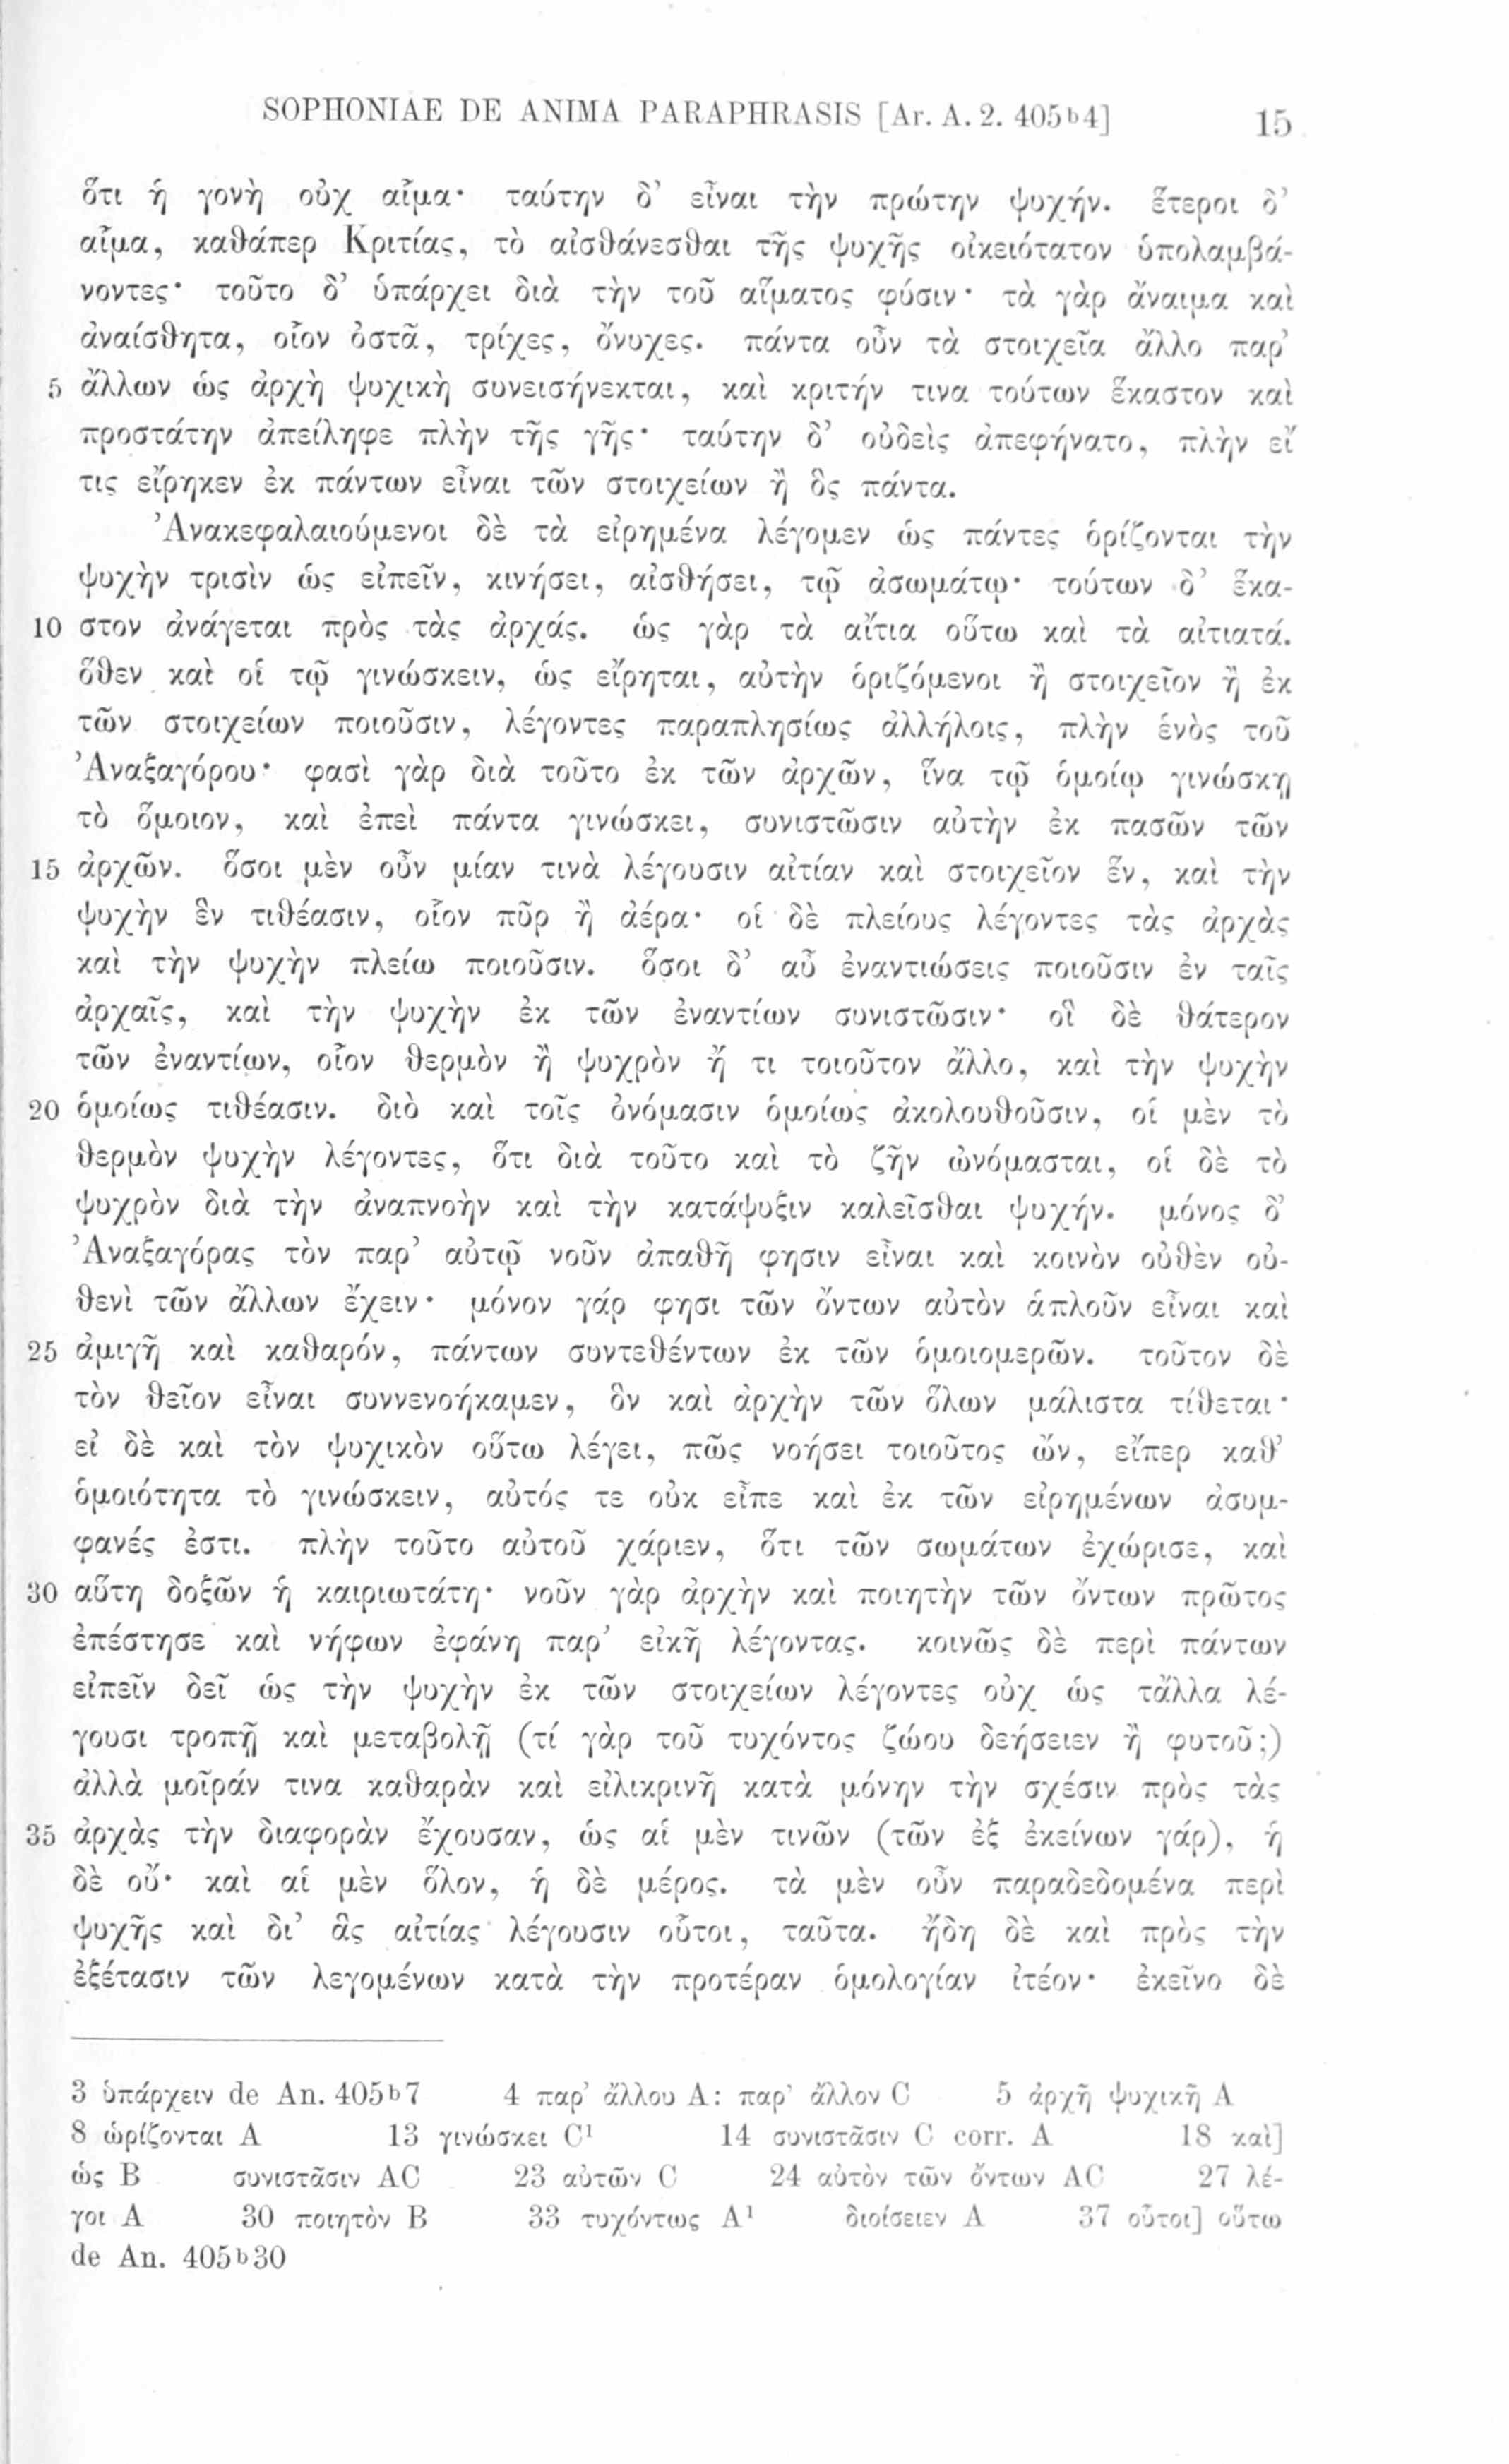 SOPHONIAE DE ANIMA PARAPHRASIS [Ar. A. 2. 405b4] 15
ὅτι ἡ γονὴ οὐχ αἷμα· ταύτην δ’ εἶναι τὴν πρώτην ψυχήν. ἕτεροι δ’
αἷμα, καθάπερ Κριτίας, τὸ αἰσθάνεσθαι τῆς ψυχῆς οἰκειότατον ὑπολαμβά-
νοντες· τοῦτο δ’ ὑπάρχει διὰ τὴν τοῦ αἵματος φύσιν· τὰ γὰρ ἄναιμα καὶ
ἀναίσθητα, οἷον ὀστᾶ, τρίχες, ὄνυχες. πάντα οὖν τὰ στοιχεῖα ἄλλο παρ’
5 ἄλλων ὡς ἀρχὴ ψυχικὴ συνεισήνεκται, καὶ κριτήν τινα τούτων ἕκαστον καὶ
προστάτην ἀπείληφε πλὴν τῆς γῆς· ταύτην δ’ οὐδεὶς ἀπεφήνατο, πλὴν εἴ
τις εἴρηκεν ἐκ πάντων εἶναι τῶν στοιχείων ἢ ὃς πάντα.
Ἀνακεφαλαιούμενοι δὲ τὰ εἰρημένα λέγομεν ὡς πάντες ὁρίζονται τὴν
ψυχὴν τρισὶν ὡς εἰπεῖν, κινήσει, αἰσθήσει, τῷ ἀσωμάτῳ· τούτων δ’ ἕκα-
10 στον ἀνάγεται πρὸς τὰς ἀρχάς. ὡς γὰρ τὰ αἴτια οὕτω καὶ τὰ αἰτιατά.
ὅθεν καὶ οἱ τῷ γινώσκειν, ὡς εἴρηται, αὐτὴν ὁριζόμενοι ἢ στοιχεῖον ἢ ἐκ
τῶν στοιχείων ποιοῦσιν, λέγοντες παραπλησίως ἀλλήλοις, πλὴν ἑνὸς τοῦ
Ἀναξαγόρου· φασὶ γὰρ διὰ τοῦτο ἐκ τῶν ἀρχῶν, ἵνα τῷ ὁμοίῳ γινώσκῃ
τὸ ὅμοιον, καὶ ἐπεὶ πάντα γινώσκει, συνιστῶσιν αὐτὴν ἐκ πασῶν τῶν
15 ἀρχῶν. ὅσοι μὲν οὖν μίαν τινὰ λέγουσιν αἰτίαν καὶ στοιχεῖον ἕν, καὶ τὴν
ψυχὴν ἓν τιθέασιν, οἷον πῦρ ἢ ἀέρα· οἱ δὲ πλείους λέγοντες τὰς ἀρχὰς
καὶ τὴν ψυχὴν πλείω ποιοῦσιν. ὅσοι δ’ αὖ ἐναντιώσεις ποιοῦσιν ἐν ταῖς
ἀρχαῖς, καὶ τὴν ψυχὴν ἐκ τῶν ἐναντίων συνιστῶσιν· οἳ δὲ θάτερον
τῶν ἐναντίων, οἷον θερμὸν ἢ ψυχρὸν ἤ τι τοιοῦτον ἄλλο, καὶ τὴν ψυχὴν
20 ὁμοίως τιθέασιν. διὸ καὶ τοῖς ὀνόμασιν ὁμοίως ἀκολουθοῦσιν, οἱ μὲν τὸ
θερμὸν ψυχὴν λέγοντες, ὅτι διὰ τοῦτο καὶ τὸ ζῆν ὠνόμασται, οἱ δὲ τὸ
ψυχρὸν διὰ τὴν ἀναπνοὴν καὶ τὴν κατάψυξιν καλεῖσθαι ψυχήν. μόνος δ’
Ἀναξαγόρας τὸν παρ’ αὐτῷ νοῦν ἀπαθῆ φησιν εἶναι καὶ κοινὸν οὐθὲν οὐ-
θενὶ τῶν ἄλλων ἔχειν· μόνον γάρ φησι τῶν ὄντων αὐτὸν ἁπλοῦν εἶναι καὶ
25 ἀμιγῆ καὶ καθαρόν, πάντων συντεθέντων ἐκ τῶν ὁμοιομερῶν. τοῦτον δὲ
τὸν θεῖον εἶναι συννενοήκαμεν, ὃν καὶ ἀρχὴν τῶν ὅλων μάλιστα τίθεται·
εἰ δὲ καὶ τὸν ψυχικὸν οὕτω λέγει, πῶς νοήσει τοιοῦτος ὤν, εἴπερ καθ’
ὁμοιότητα τὸ γινώσκειν, αὐτός τε οὐκ εἶπε καὶ ἐκ τῶν εἰρημένων ἀσυμ-
φανές ἐστι. πλὴν τοῦτο αὐτοῦ χάριεν, ὅτι τῶν σωμάτων ἐχώρισε, καὶ
30 αὕτη δοξῶν ἡ καιριωτάτη· νοῦν γὰρ ἀρχὴν καὶ ποιητὴν τῶν ὄντων πρῶτος
ἐπέστησε καὶ νήφων ἐφάνη παρ’ εἰκῆ λέγοντας. κοινῶς δὲ περὶ πάντων
εἰπεῖν δεῖ ὡς τὴν ψυχὴν ἐκ τῶν στοιχείων λέγοντες οὐχ ὡς τἄλλα λέ-
γουσι τροπῇ καὶ μεταβολῇ (τί γὰρ τοῦ τυχόντος ζώου δεήσειεν ἢ φυτοῦ;)
ἀλλὰ μοῖράν τινα καθαρὰν καὶ εἰλικρινῆ κατὰ μόνην τὴν σχέσιν πρὸς τὰς
35 ἀρχὰς τὴν διαφορὰν ἔχουσαν, ὡς αἱ μὲν τινῶν (τῶν ἐξ ἐκείνων γάρ), ἡ
δὲ οὔ· καὶ αἱ μὲν ὅλον, ἡ δὲ μέρος. τὰ μὲν οὖν παραδεδομένα περὶ
ψυχῆς καὶ δι’ ἃς αἰτίας λέγουσιν οὗτοι, ταῦτα. ἤδη δὲ καὶ πρὸς τὴν
ἐξέτασιν τῶν λεγομένων κατὰ τὴν προτέραν ὁμολογίαν ἰτέον· ἐκεῖνο δὲ
3 ὑπάρχειν de An. 405b7 4 παρ’ ἄλλου A: παρ’ ἄλλον C 5 ἀρχῇ ψυχικῇ A
8 ὡρίζονται A 13 γινώσκει C¹ 14 συνιστᾶσιν C corr. A 18 καὶ]
ὡς B συνιστᾶσιν AC 23 αὐτῶν C 24 αὐτὸν τῶν ὄντων AC 27 λέ-
γοι A 30 ποιητὸν B 33 τυχόντως A¹ διοίσειεν A 37 οὗτοι] οὕτω
de An. 405b30